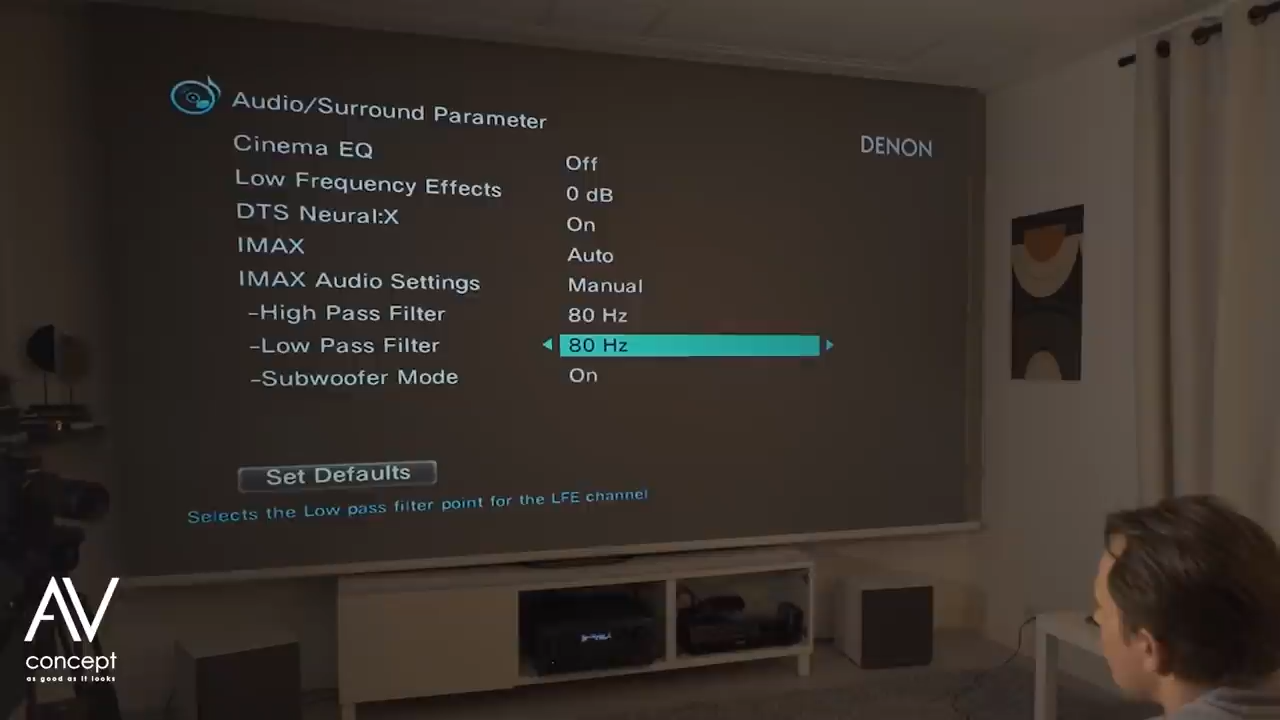 Audio/Surround Parameter
DENON
Cinema EQ Off
Low Frequency Effects 0 dB
DTS Neural:X On
IMAX Auto
IMAX Audio Settings Manual
-High Pass Filter 80 Hz
-Low Pass Filter 80 Hz
-Subwoofer Mode On
Set Defaults
Selects the Low pass filter point for the LFE channel
AV
concept
as good as it looks